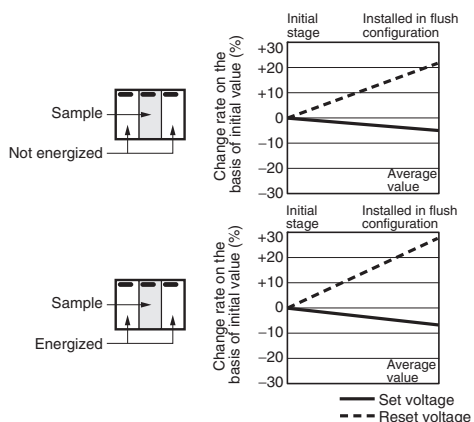 Initial
stage
Installed in flush
configuration
Change rate on the
basis of initial value (%)
+30
+20
+10
0
−10
−20
−30
Average
value
Sample
Not energized
Initial
stage
Installed in flush
configuration
Change rate on the
basis of initial value (%)
+30
+20
+10
0
−10
−20
−30
Average
value
Sample
Energized
Set voltage
Reset voltage